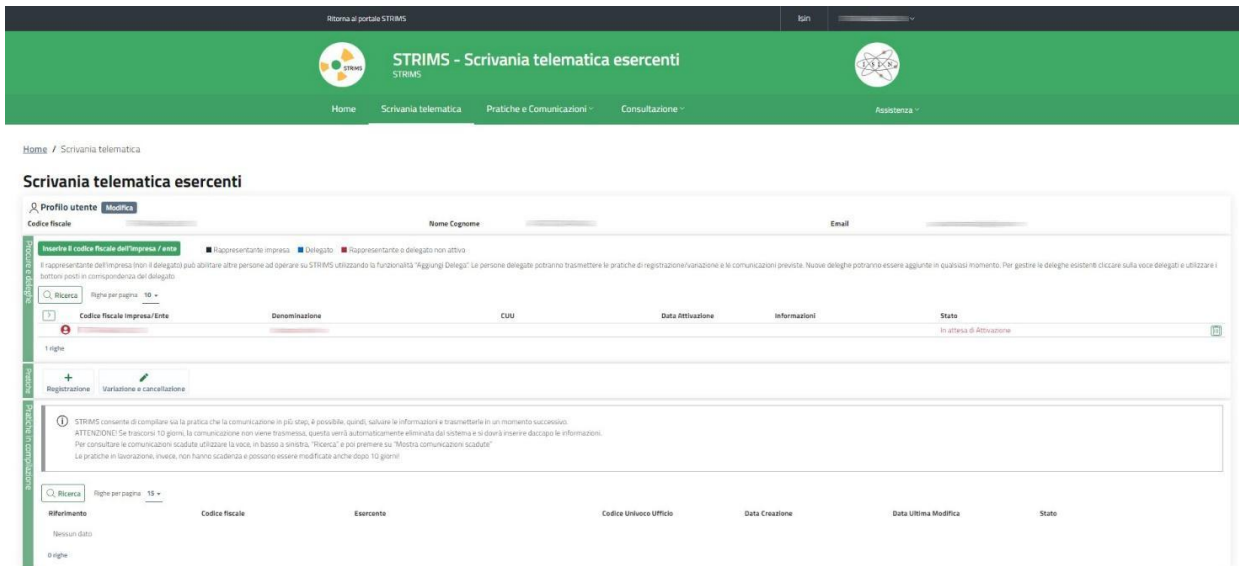 Ritorna al portale STRIMS
Isin
STRIMS
STRIMS - Scrivania telematica esercenti
STRIMS
Home Scrivania telematica Pratiche e Comunicazioni Consultazione Assistenza
Home / Scrivania telematica
Scrivania telematica esercenti
Profilo utente Modifica
Codice fiscale Nome Cognome Email
Procure e deleghe
Inserire il codice fiscale dell'impresa / ente Rappresentante impresa Delegato Rappresentante o delegato non attivo
Il rappresentante dell'impresa (non il delegato) può abilitare altre persone ad operare su STRIMS utilizzando la funzionalità "Aggiungi Delega". Le persone delegate potranno trasmettere le pratiche di registrazione/variazione e le comunicazioni previste. Nuove deleghe potranno essere aggiunte in qualsiasi momento. Per gestire le deleghe esistenti cliccare sulla voce delegati e utilizzare i
bottoni posti in corrispondenza del delegato
Ricerca Righe per pagina 10
Codice fiscale Impresa/Ente Denominazione CUU Data Attivazione Informazioni Stato
In attesa di Attivazione
1 righe
Pratiche
Registrazione Variazione e cancellazione
Pratiche in compilazione
STRIMS consente di compilare sia la pratica che la comunicazione in più step, è possibile, quindi, salvare le informazioni e trasmetterle in un momento successivo.
ATTENZIONE! Se trascorsi 10 giorni, la comunicazione non viene trasmessa, questa verrà automaticamente eliminata dal sistema e si dovrà inserire daccapo le informazioni.
Per consultare le comunicazioni scadute utilizzare la voce, in basso a sinistra, "Ricerca" e poi premere su "Mostra comunicazioni scadute"
Le pratiche in lavorazione, invece, non hanno scadenza e possono essere modificate anche dopo 10 giorni!
Ricerca Righe per pagina 15
Riferimento Codice fiscale Esercente Codice Univoco Ufficio Data Creazione Data Ultima Modifica Stato
Nessun dato
0 righe